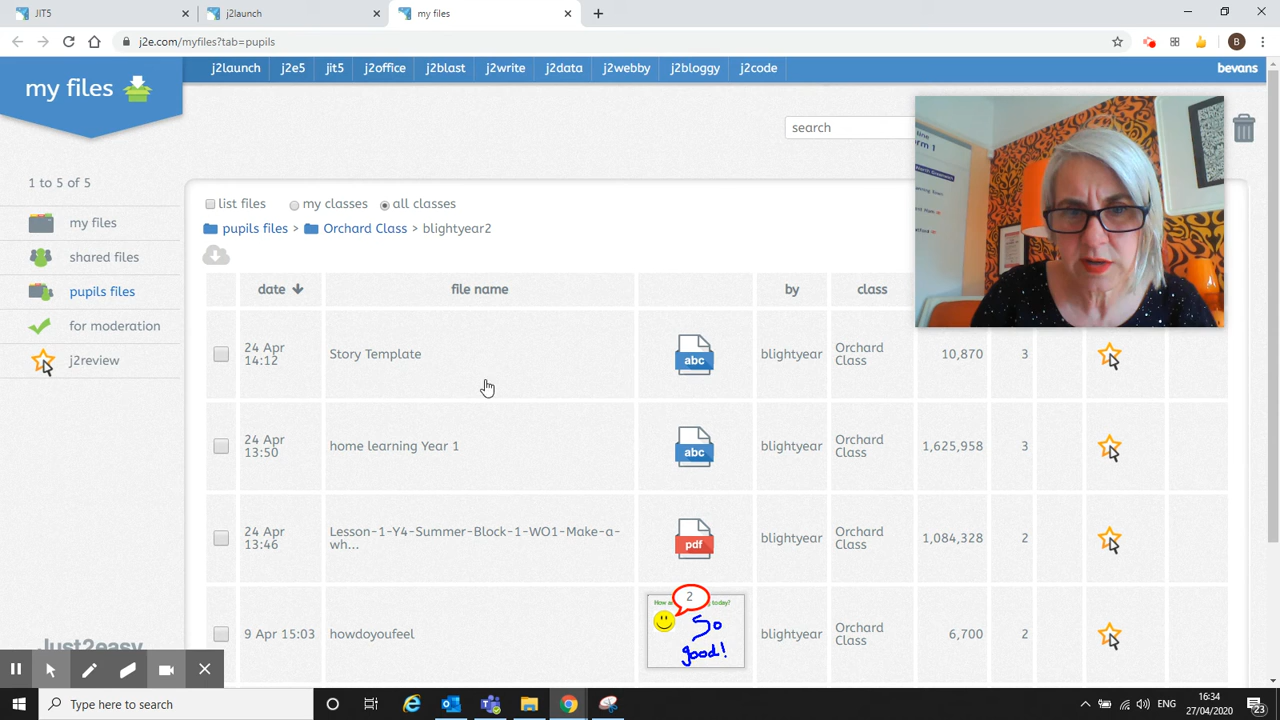 JIT5
j2launch
my files
j2e.com/myfiles?tab=pupils
B
my files
j2launch j2e5 jit5 j2office j2blast j2write j2data j2webby j2bloggy j2code bevans
search
1 to 5 of 5
my files
shared files
pupils files
for moderation
j2review
list files my classes all classes
pupils files > Orchard Class > blightyear2
date file name by class
24 Apr 14:12 Story Template abc blightyear Orchard Class 10,870 3
24 Apr 13:50 home learning Year 1 abc blightyear Orchard Class 1,625,958 3
24 Apr 13:46 Lesson-1-Y4-Summer-Block-1-WO1-Make-a-wh... pdf blightyear Orchard Class 1,084,328 2
9 Apr 15:03 howdoyoufeel 2 So good! blightyear Orchard Class 6,700 2
Just2easy
Type here to search
ENG
16:34
27/04/2020
23